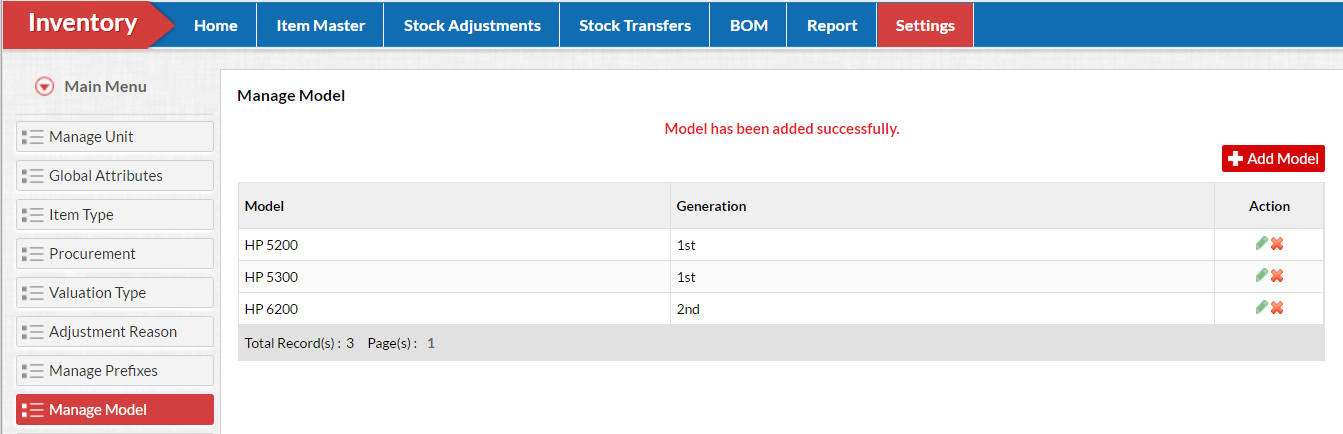 Inventory Home Item Master Stock Adjustments Stock Transfers BOM Report Settings
Main Menu
Manage Unit
Global Attributes
Item Type
Procurement
Valuation Type
Adjustment Reason
Manage Prefixes
Manage Model
Manage Model
Model has been added successfully.
Add Model
Model Generation Action
HP 5200 1st
HP 5300 1st
HP 6200 2nd
Total Record(s) : 3 Page(s) : 1